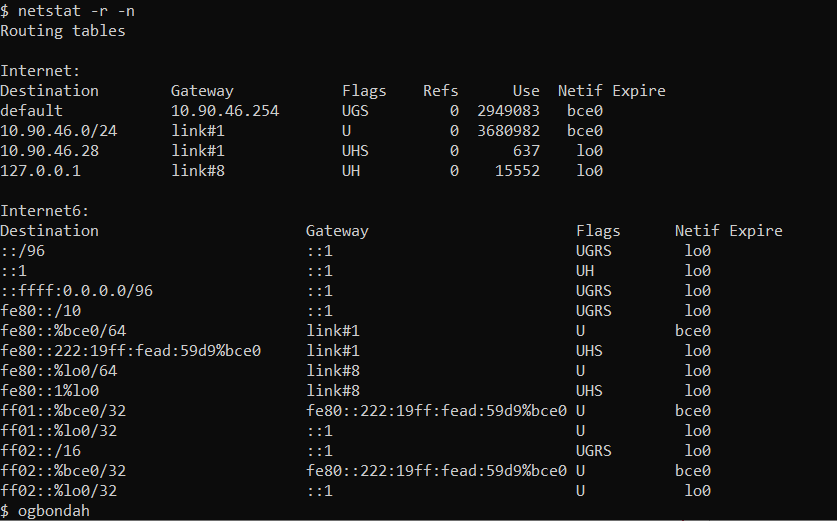 $ netstat -r -n
Routing tables

Internet:
Destination        Gateway            Flags    Refs      Use  Netif Expire
default            10.90.46.254       UGS         0  2949083   bce0
10.90.46.0/24      link#1             U           0  3680982   bce0
10.90.46.28        link#1             UHS         0      637    lo0
127.0.0.1          link#8             UH          0    15552    lo0

Internet6:
Destination                       Gateway                       Flags      Netif Expire
::/96                             ::1                           UGRS        lo0
::1                               ::1                           UH          lo0
::ffff:0.0.0.0/96                 ::1                           UGRS        lo0
fe80::/10                         ::1                           UGRS        lo0
fe80::%bce0/64                    link#1                        U          bce0
fe80::222:19ff:fead:59d9%bce0     link#1                        UHS         lo0
fe80::%lo0/64                     link#8                        U           lo0
fe80::1%lo0                       link#8                        UHS         lo0
ff01::%bce0/32                    fe80::222:19ff:fead:59d9%bce0 U          bce0
ff01::%lo0/32                     ::1                           U           lo0
ff02::/16                         ::1                           UGRS        lo0
ff02::%bce0/32                    fe80::222:19ff:fead:59d9%bce0 U          bce0
ff02::%lo0/32                     ::1                           U           lo0
$ ogbondah